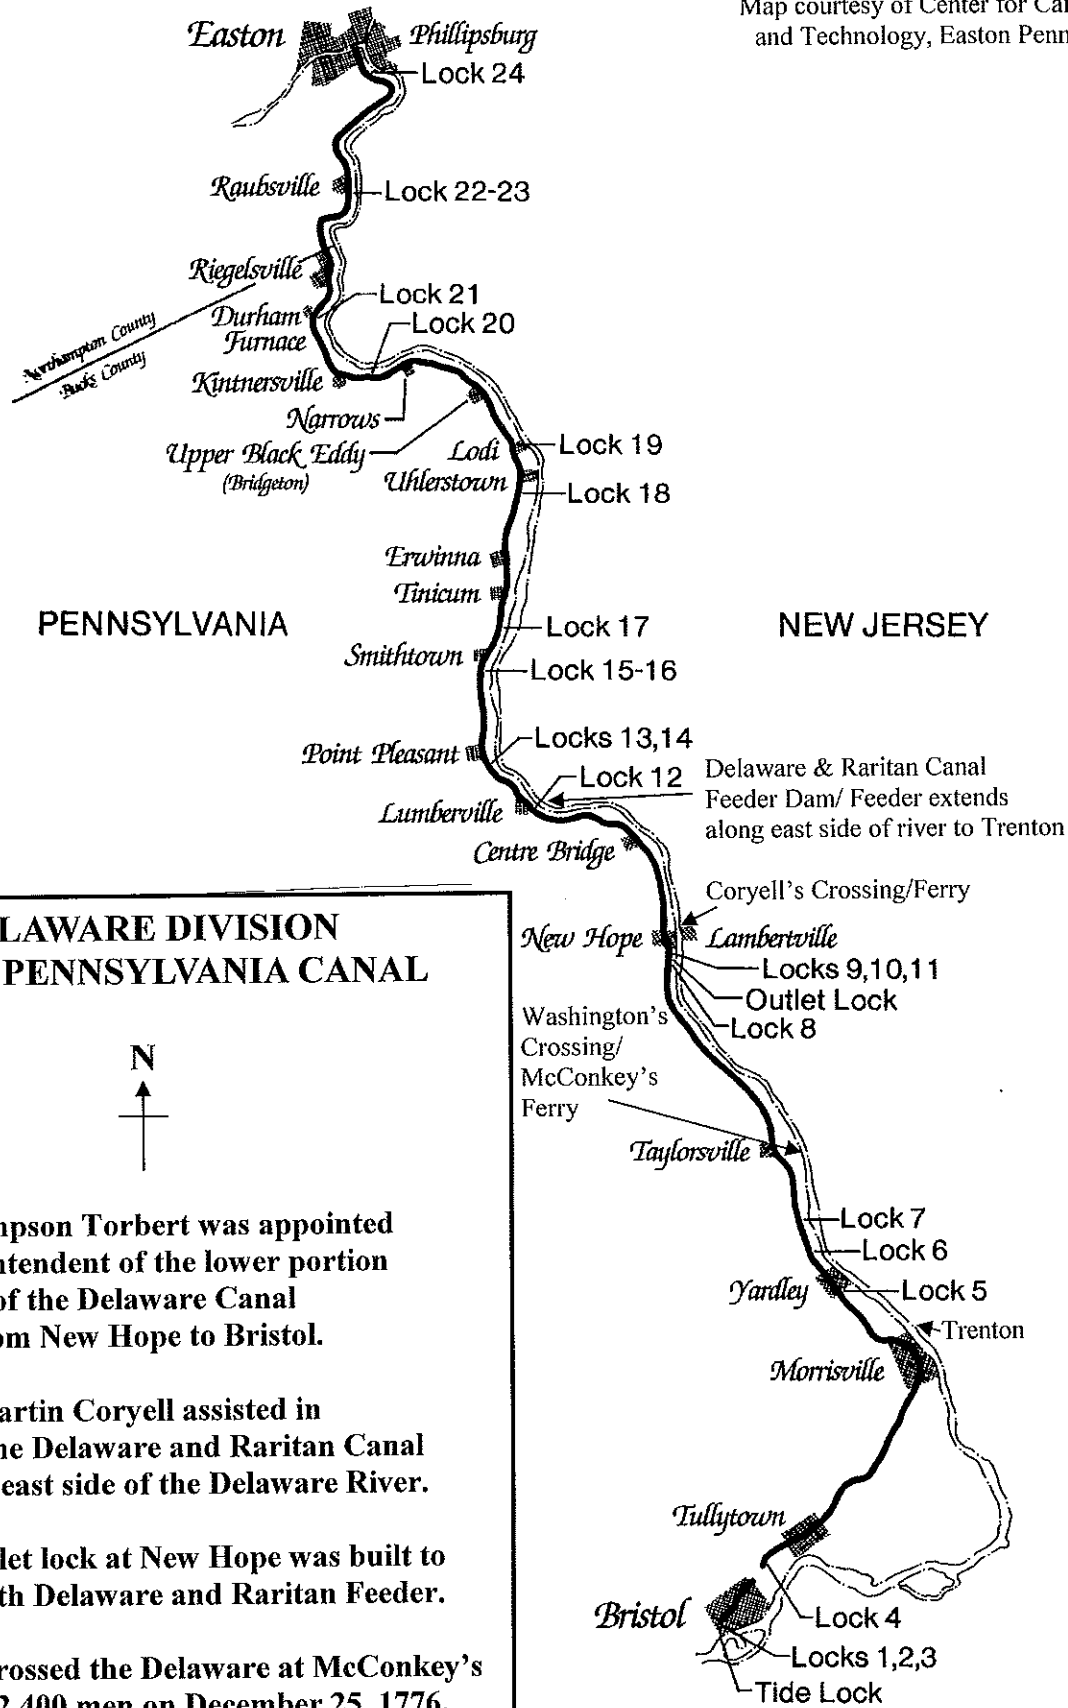 Map courtesy of Center for
and Technology, Easton
Easton
Phillipsburg
Lock 24
Raubsville
Lock 22-23
Riegelsville
Northampton County
Bucks County
Durham
Furnace
Lock 21
Lock 20
Kintnersville
Narrows
Upper Black Eddy
(Bridgeton)
Lodi
Lock 19
Uhlerstown
Lock 18
Erwinna
Tinicum
PENNSYLVANIA
NEW JERSEY
Lock 17
Smithtown
Lock 15-16
Point Pleasant
Locks 13,14
Lock 12
Lumberville
Delaware & Raritan Canal
Feeder Dam/ Feeder extends
along east side of river to Trenton
Centre Bridge
Coryell's Crossing/Ferry
New Hope
Lambertville
Locks 9,10,11
Outlet Lock
Lock 8
Washington's
Crossing/
McConkey's
Ferry
Taylorsville
Lock 7
Lock 6
Yardley
Lock 5
Trenton
Morrisville
Tullytown
Bristol
Lock 4
Locks 1,2,3
Tide Lock
LAWARE DIVISION
PENNSYLVANIA CANAL
N
mpson Torbert was appointed
ntendent of the lower portion
of the Delaware Canal
om New Hope to Bristol.
artin Coryell assisted in
he Delaware and Raritan Canal
east side of the Delaware River.
let lock at New Hope was built to
th Delaware and Raritan Feeder.
rossed the Delaware at McConkey's
2,400 men on December 25, 1776.